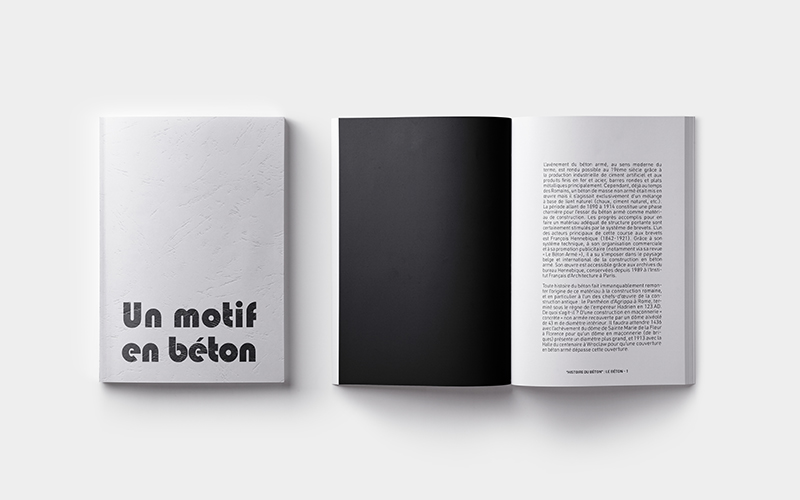 Un motif
en béton
L'avènement du béton armé, au sens moderne du
terme, est rendu possible au 19ème siècle grâce à
la production industrielle de ciment artificiel et aux
produits finis en fer et acier, barres rondes et plats
métalliques principalement. Cependant, déjà au temps
des Romains, un béton de masse non armé était mis en
œuvre mais il s'agissait exclusivement d'un mélange
à base de liant naturel (chaux, ciment naturel, etc.).
La période allant de 1890 à 1914 constitue une phase
charnière pour l'essor du béton armé comme matériau
de construction. Les progrès accomplis pour en
faire un matériau adéquat de structure portante sont
certainement stimulés par le système de brevets. L'un
des acteurs principaux de cette course aux brevets
est François Hennebique (1842-1921). Grâce à son
système technique, à son organisation commerciale
et à sa promotion publicitaire (notamment via sa revue
« Le Béton Armé »), il a su s'imposer dans le paysage
belge et international de la construction en béton
armé. Son œuvre est accessible grâce aux archives du
bureau Hennebique, conservées depuis 1989 à l'Insti-
tut Français d'Architecture à Paris.
Toute histoire du béton fait immanquablement remon-
ter l'origine de ce matériau à la construction romaine,
et en particulier à l'un des chefs-d'œuvre de la con-
struction antique : le Panthéon d'Agrippa à Rome, ter-
miné sous le règne de l'empereur Hadrien en 123 AD.
De quoi s'agit-il ? D'une construction en maçonnerie «
concrète » non armée recouverte par un dôme alvéolé
de 43 m de diamètre intérieur. Il faudra attendre 1436
avec l'achèvement du dôme de Sainte Marie de la Fleur
à Florence pour qu'un dôme en maçonnerie (de bri-
ques) présente un diamètre plus grand, et 1913 avec la
Halle du centenaire à Wroclaw pour qu'une couverture
en béton armé dépasse cette ouverture.
"HISTOIRE DU BÉTON" - LE BÉTON - 1